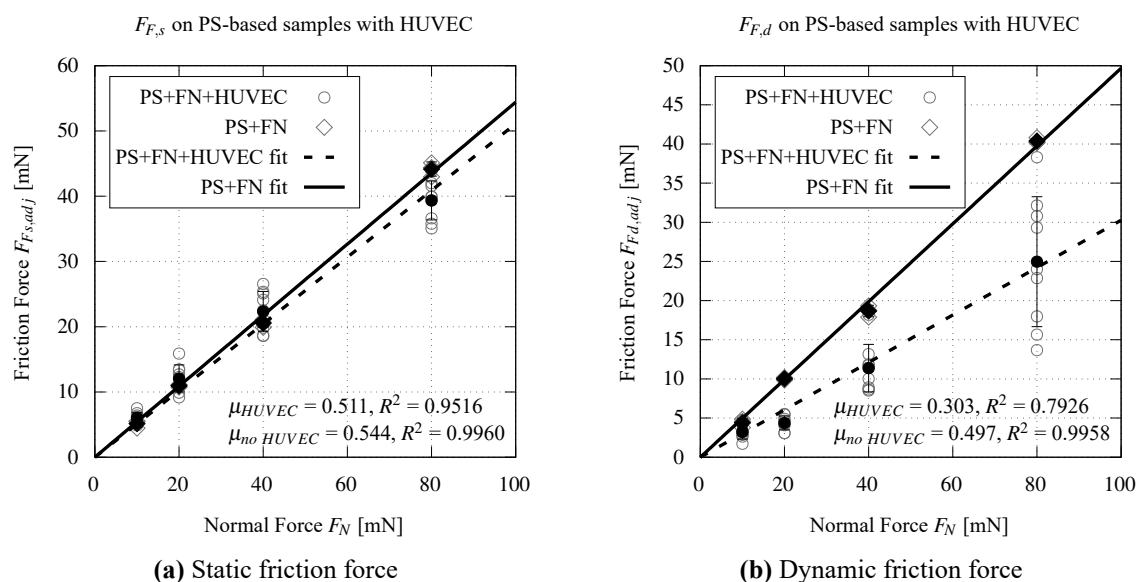 F_{F,s} on PS-based samples with HUVEC
60
50
40
30
20
10
0
0 20 40 60 80 100
Friction Force F_{Fs,adj} [mN]
Normal Force F_N [mN]
PS+FN+HUVEC
PS+FN
PS+FN+HUVEC fit
PS+FN fit
μ_{HUVEC} = 0.511, R² = 0.9516
μ_{no HUVEC} = 0.544, R² = 0.9960
(a) Static friction force
F_{F,d} on PS-based samples with HUVEC
50
45
40
35
30
25
20
15
10
5
0
0 20 40 60 80 100
Friction Force F_{Fd,adj} [mN]
Normal Force F_N [mN]
PS+FN+HUVEC
PS+FN
PS+FN+HUVEC fit
PS+FN fit
μ_{HUVEC} = 0.303, R² = 0.7926
μ_{no HUVEC} = 0.497, R² = 0.9958
(b) Dynamic friction force